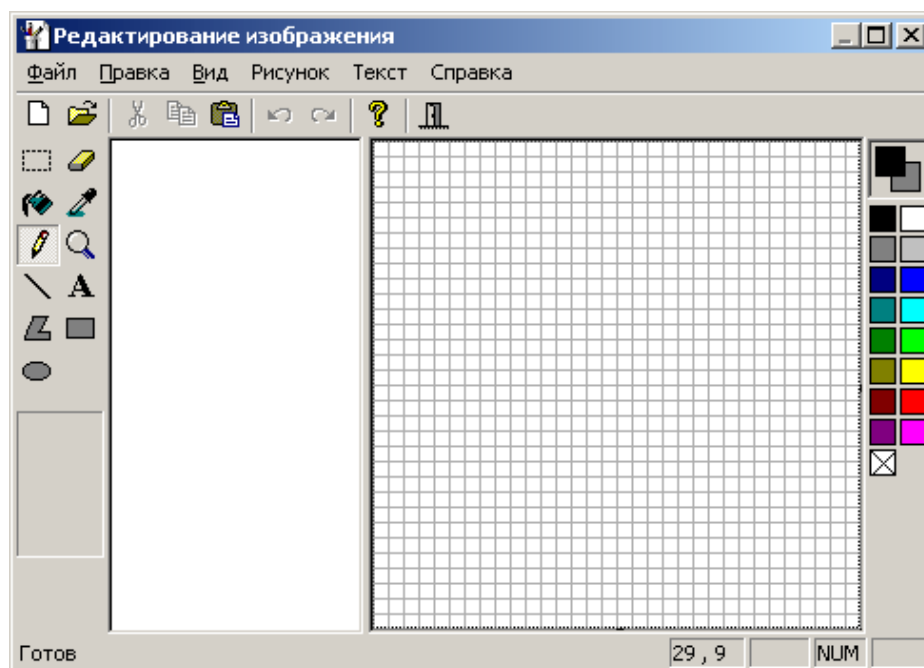 Редактирование изображения
Файл Правка Вид Рисунок Текст Справка
A
Готов 29 , 9 NUM